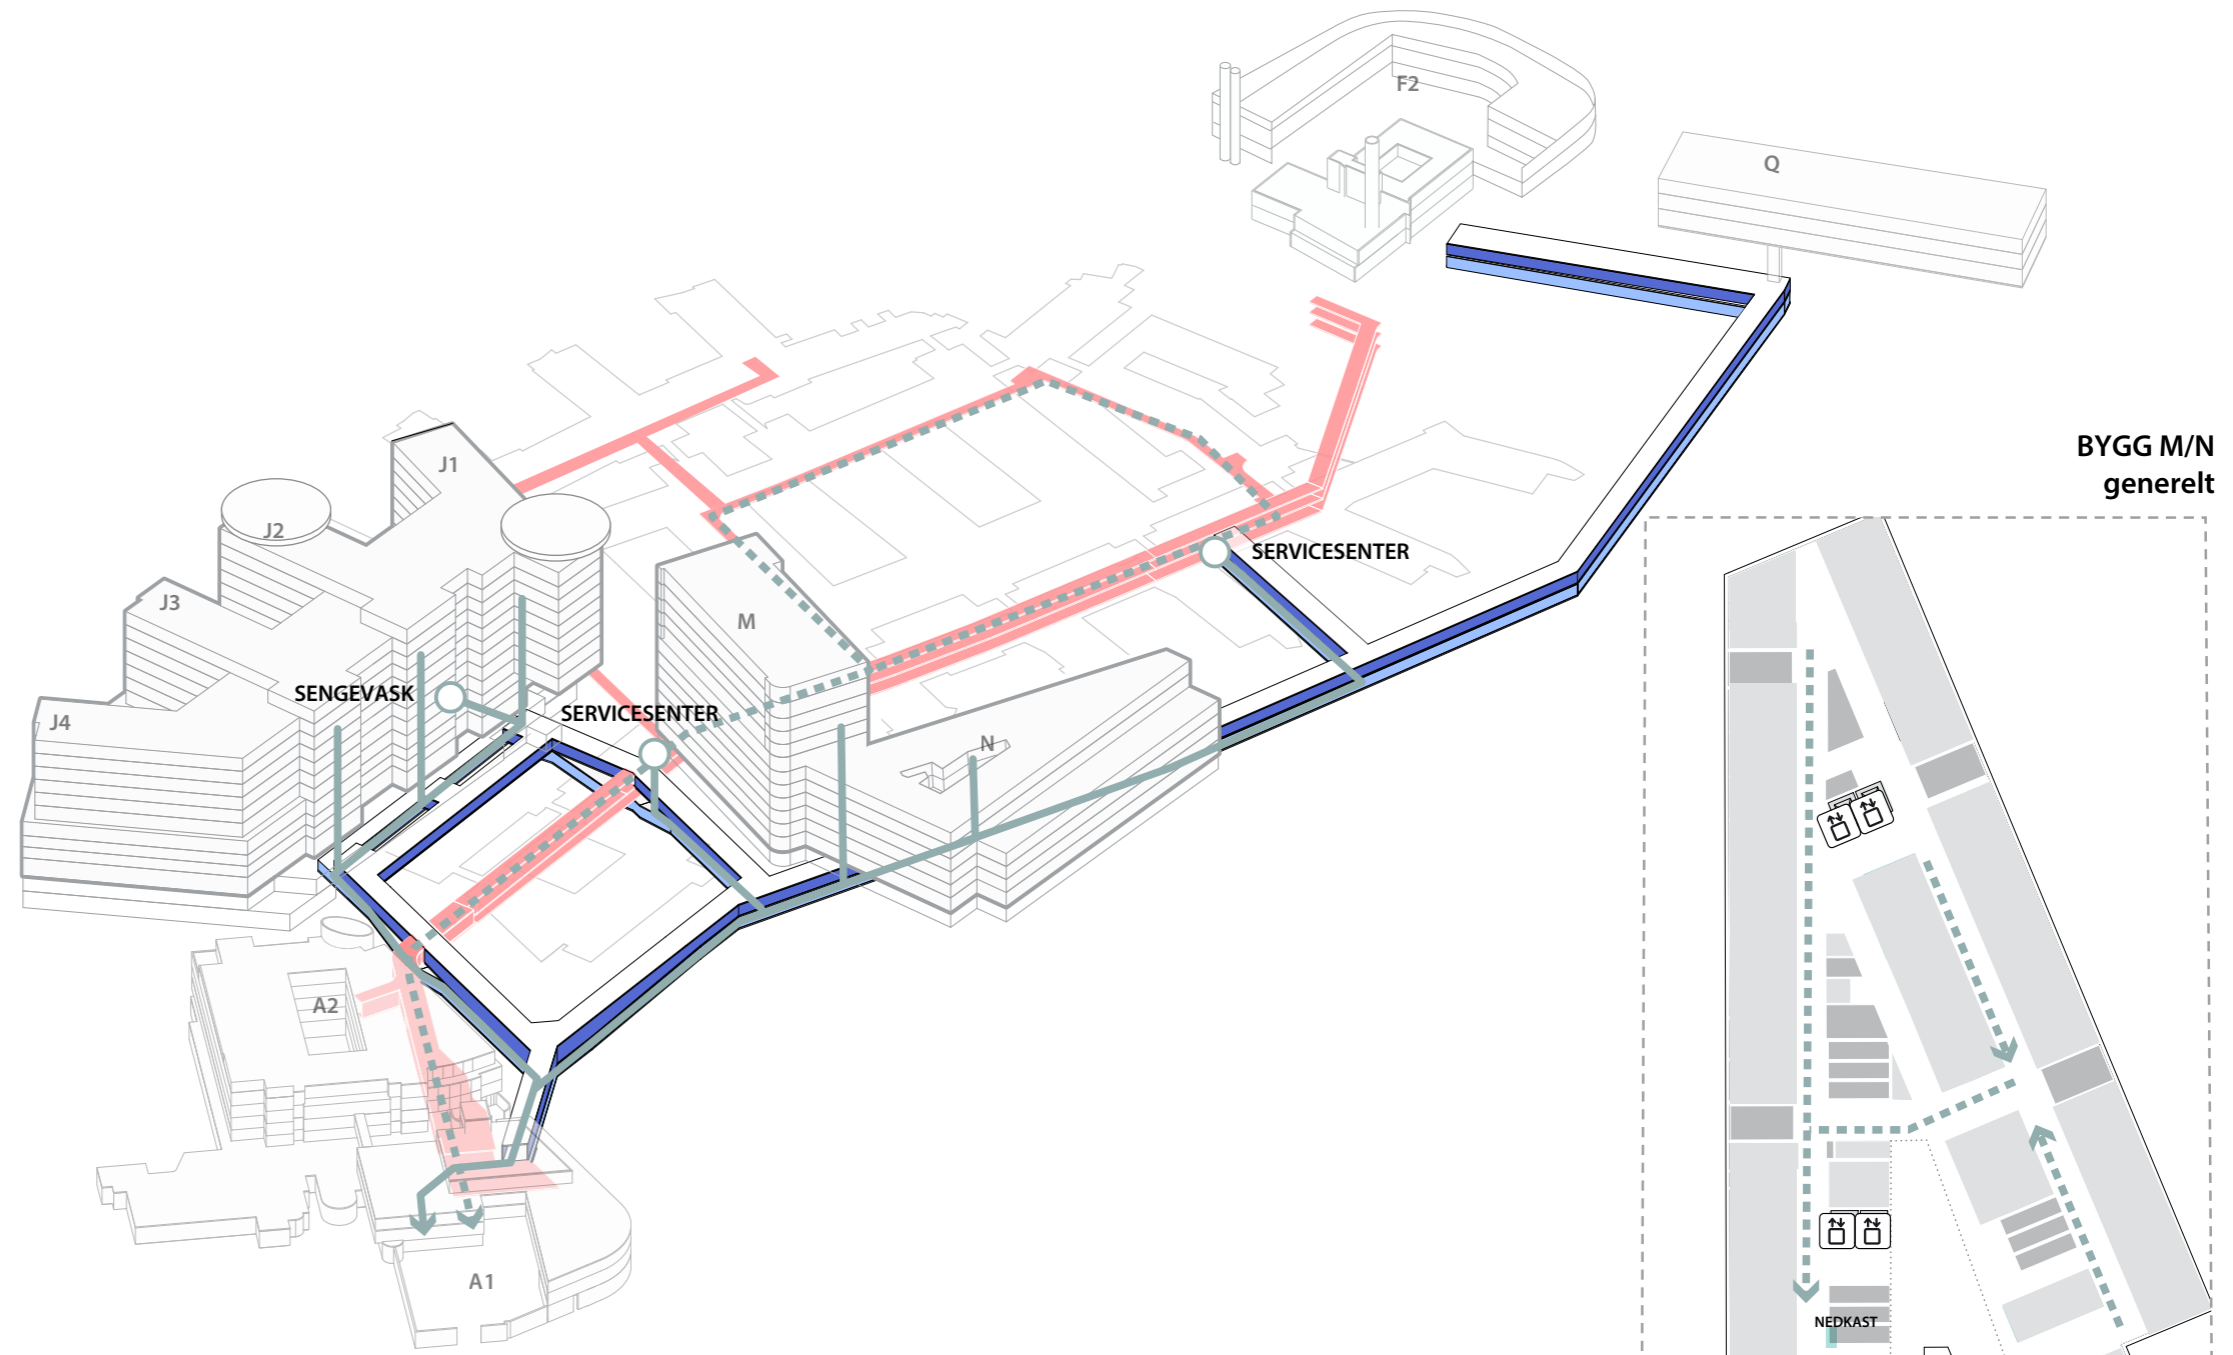 F2
Q
BYGG M/N
generelt
J1
J2
SERVICESENTER
J3
M
SENGEVASK
SERVICESENTER
J4
N
A2
A1
NEDKAST